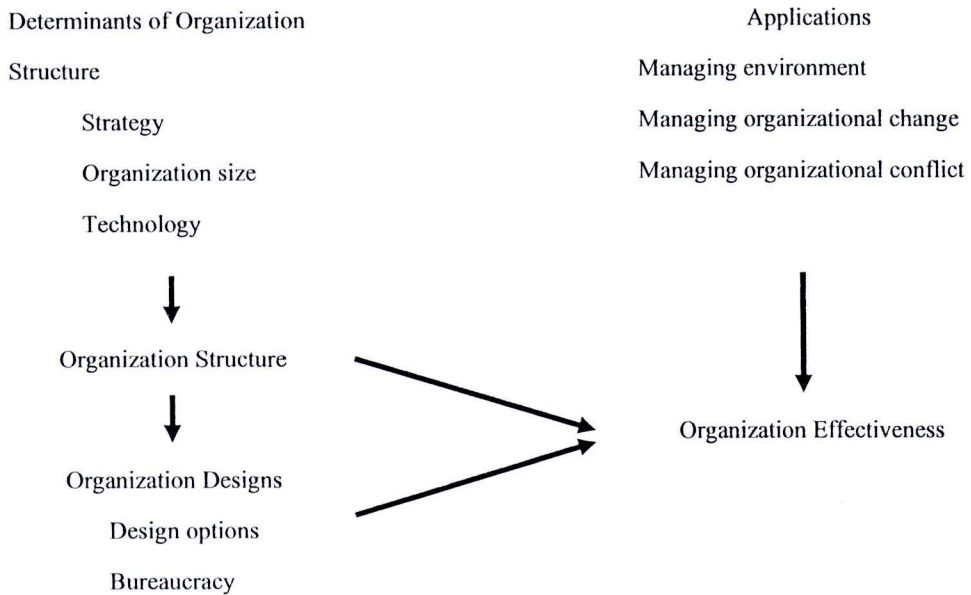 Determinants of Organization
Structure
Strategy
Organization size
Technology
Organization Structure
Organization Designs
Design options
Bureaucracy
Applications
Managing environment
Managing organizational change
Managing organizational conflict
Organization Effectiveness